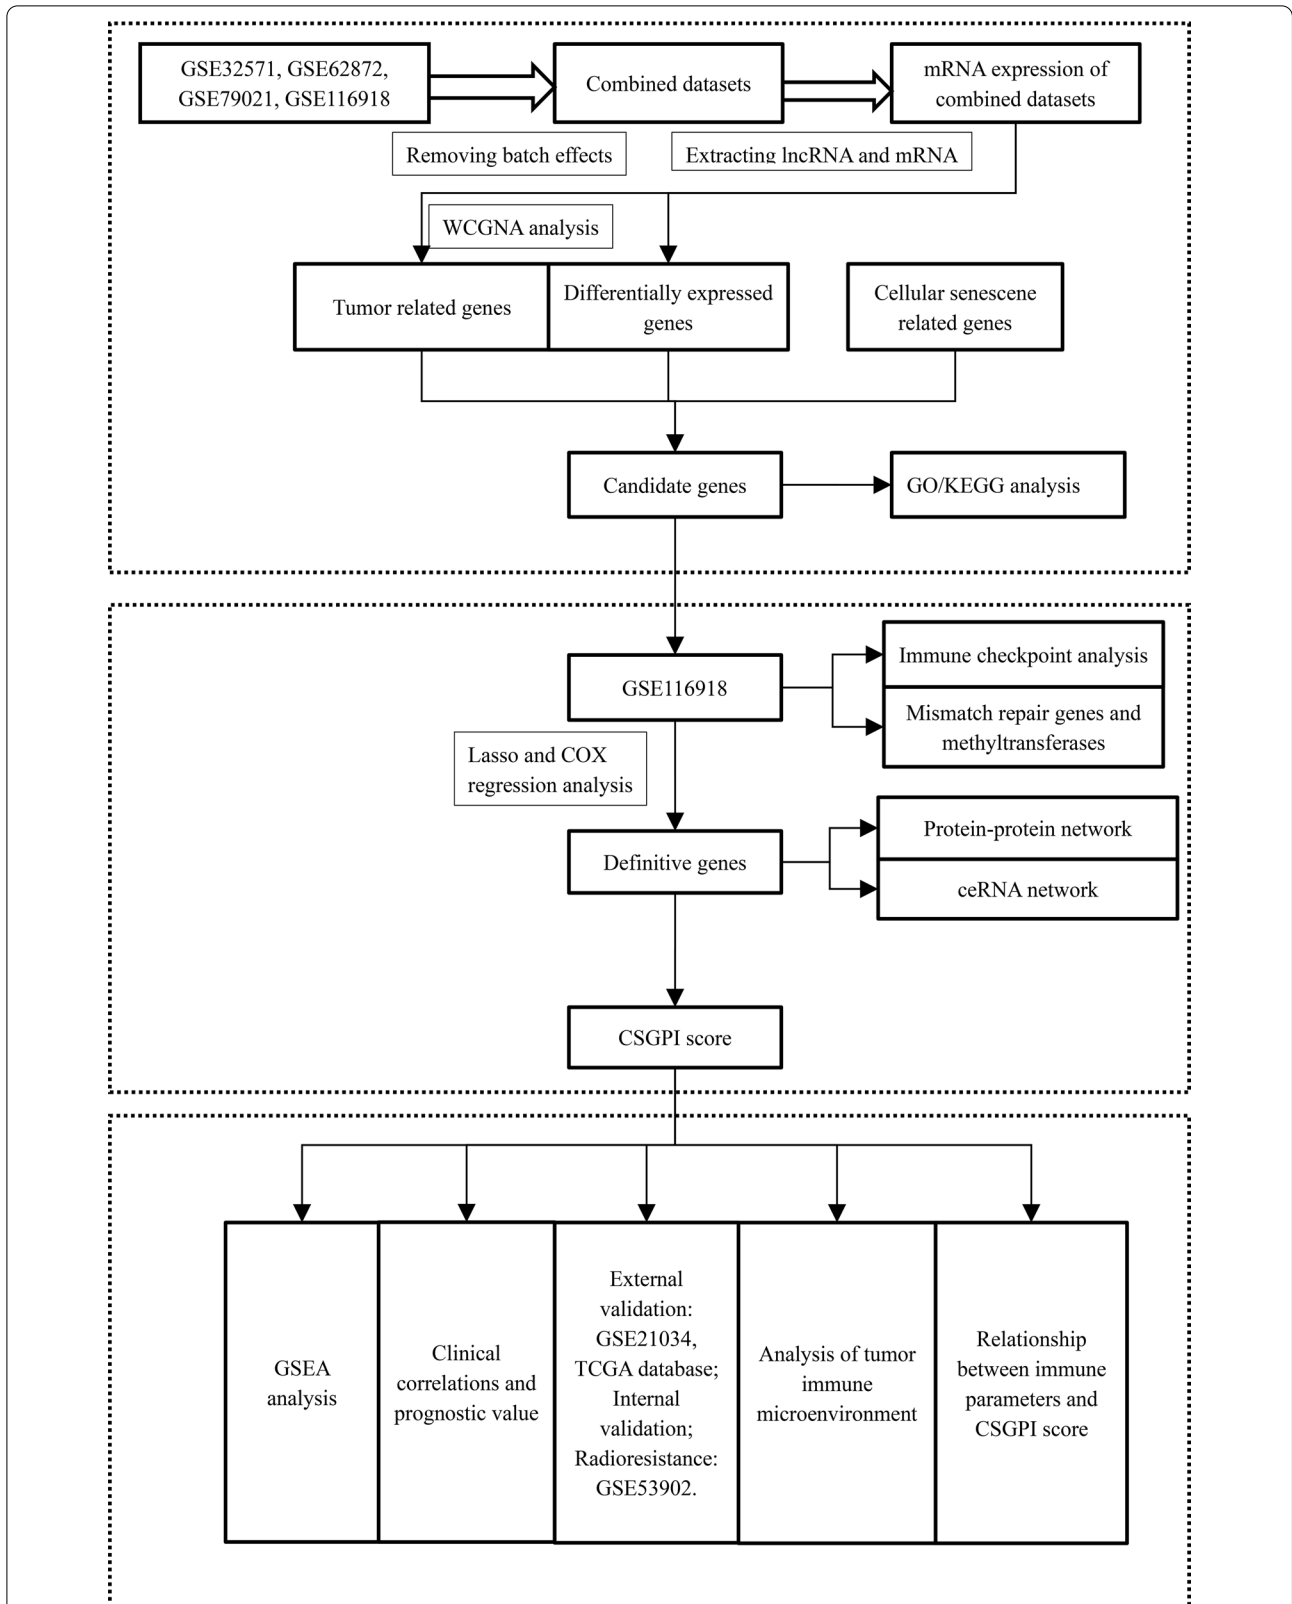 GSE32571, GSE62872,
GSE79021, GSE116918
Combined datasets
mRNA expression of
combined datasets
Removing batch effects
Extracting lncRNA and mRNA
WCGNA analysis
Tumor related genes
Differentially expressed
genes
Cellular senescene
related genes
Candidate genes
GO/KEGG analysis
GSE116918
Immune checkpoint analysis
Mismatch repair genes and
methyltransferases
Lasso and COX
regression analysis
Definitive genes
Protein-protein network
ceRNA network
CSGPI score
GSEA
analysis
Clinical
correlations and
prognostic value
External
validation:
GSE21034,
TCGA database;
Internal
validation;
Radioresistance:
GSE53902.
Analysis of tumor
immune
microenvironment
Relationship
between immune
parameters and
CSGPI score